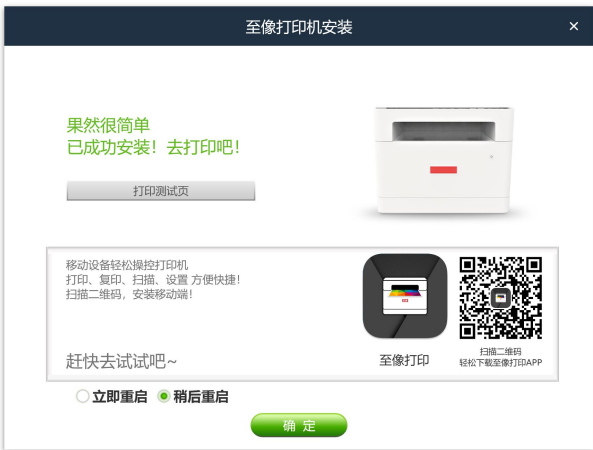 至像打印机安装
果然很简单
已成功安装！去打印吧！
打印测试页
移动设备轻松操控打印机
打印、复印、扫描、设置 方便快捷！
扫描二维码，安装移动端！
赶快去试试吧~
至像打印
扫描二维码
轻松下载至像打印APP
立即重启 稍后重启
确 定